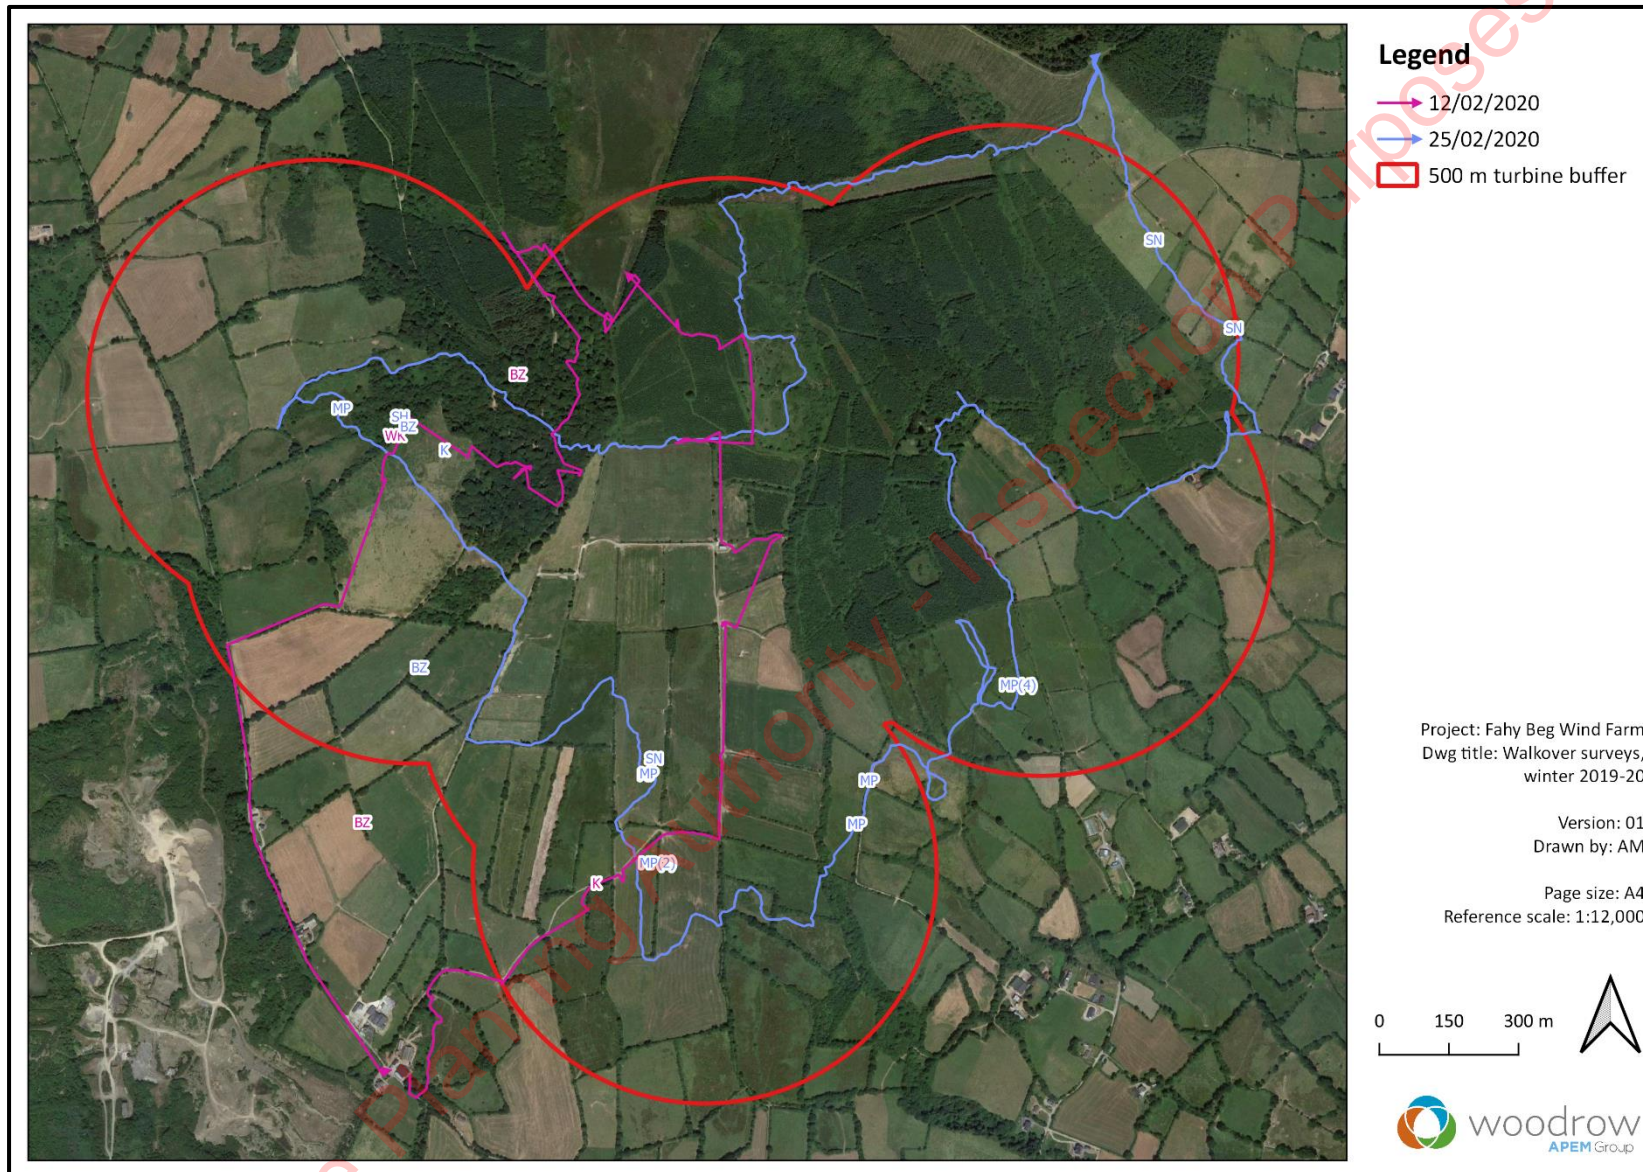 Legend
12/02/2020
25/02/2020
500 m turbine buffer
SN
SN
BZ
MP
SH
BZ
WK
K
BZ
MP(4)
SN
MP
MP
BZ
MP
MP(2)
K
Planning Authority - Inspection Purposes
Project: Fahy Beg Wind Farm
Dwg title: Walkover surveys,
winter 2019-20
Version: 01
Drawn by: AM
Page size: A4
Reference scale: 1:12,000
0 150 300 m
woodrow
APEM Group